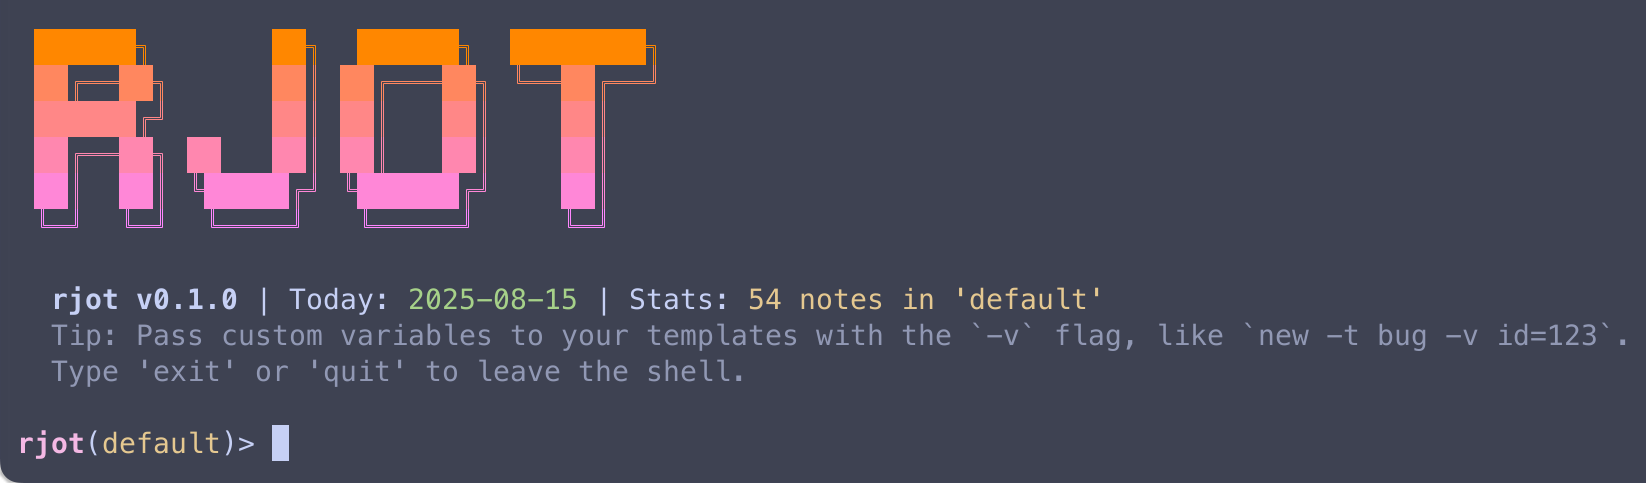 RJOT
rjot v0.1.0 | Today: 2025-08-15 | Stats: 54 notes in 'default'
Tip: Pass custom variables to your templates with the `-v` flag, like `new -t bug -v id=123`.
Type 'exit' or 'quit' to leave the shell.
rjot(default)>